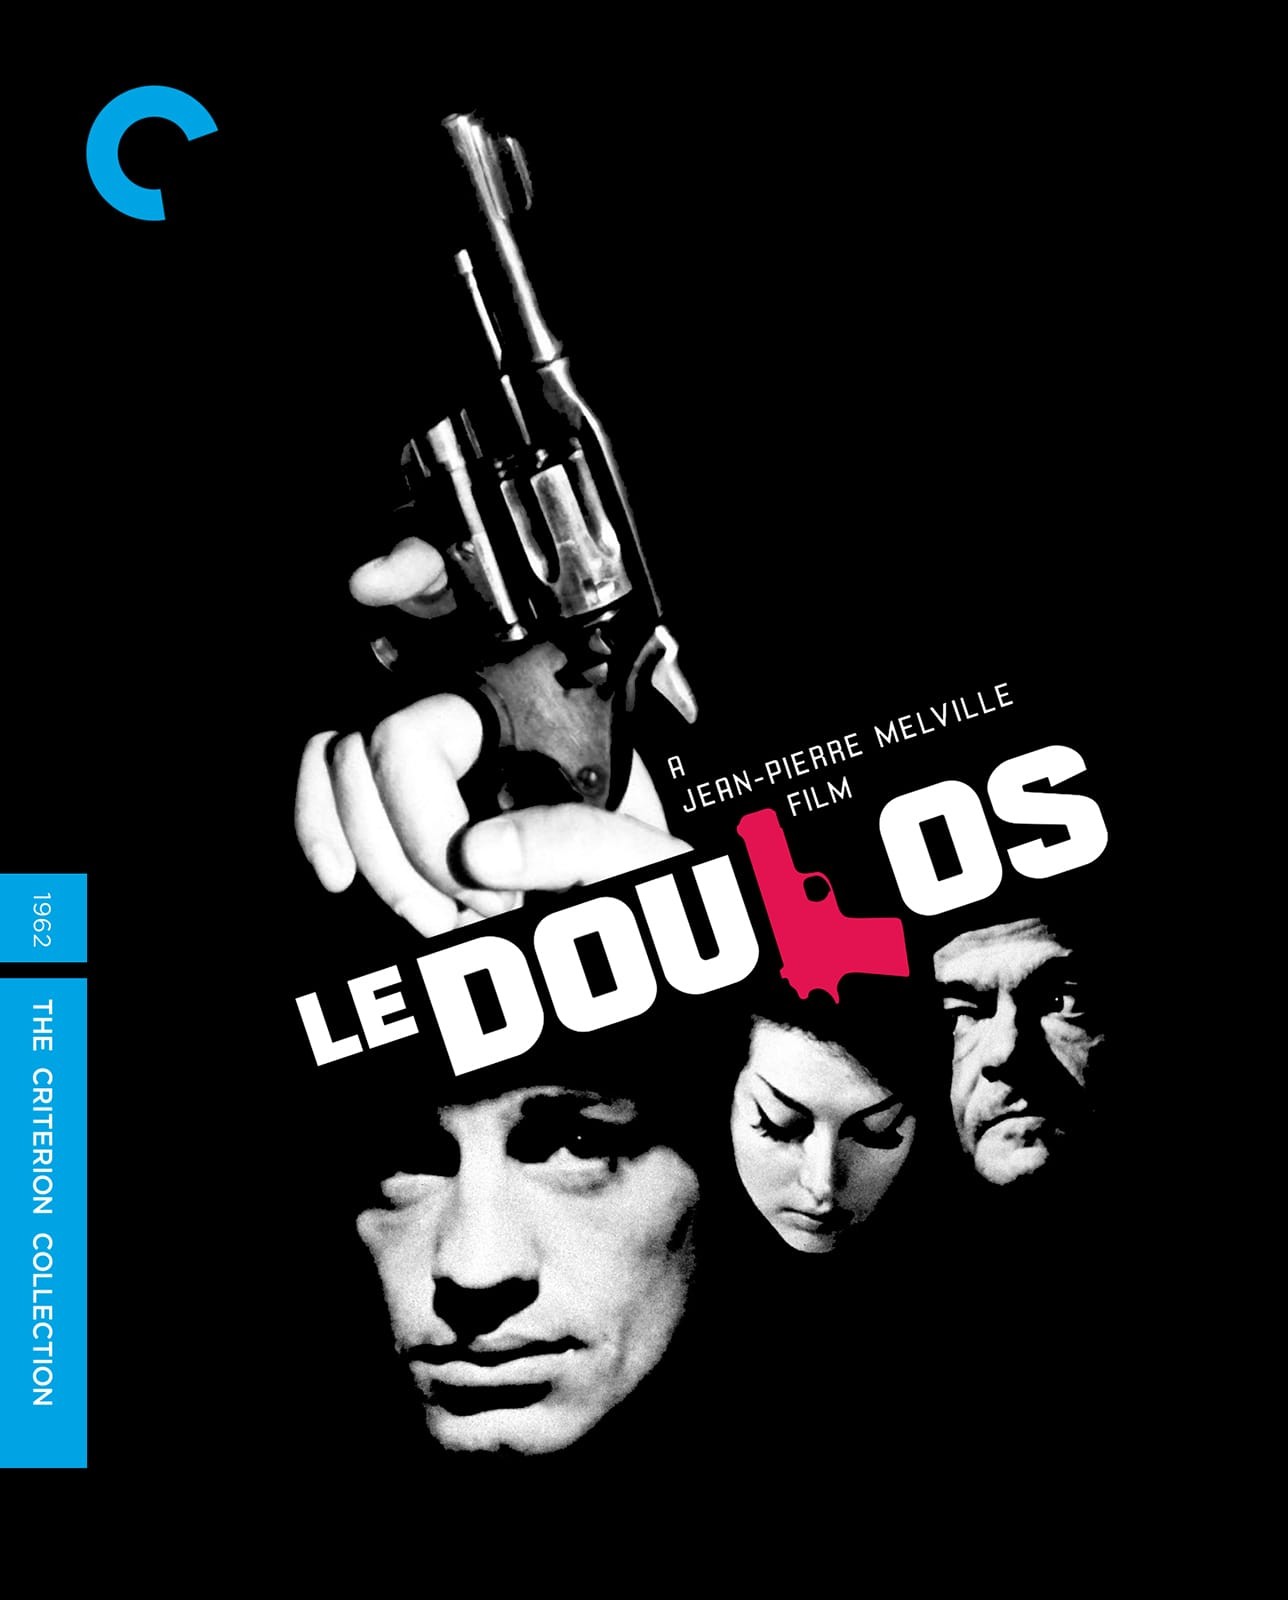 A
JEAN-PIERRE MELVILLE
FILM
LE DOULOS
1962
THE CRITERION COLLECTION